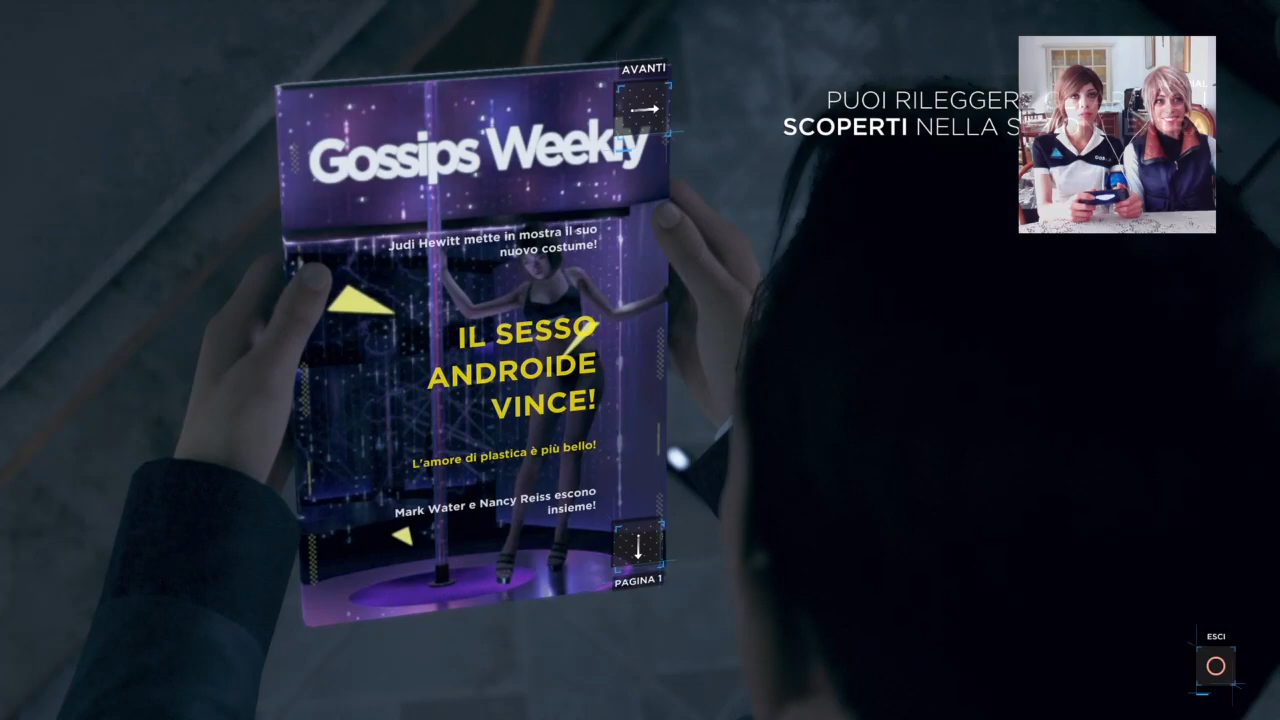 AVANTI
PUOI RILEGGERE
SCOPERTI NELLA
Gossips Weekly
Judi Hewitt mette in mostra il suo
nuovo costume!
IL SESSO
ANDROIDE
VINCE!
L'amore di plastica è più bello!
Mark Water e Nancy Reiss escono
insieme!
PAGINA 1
ESCI